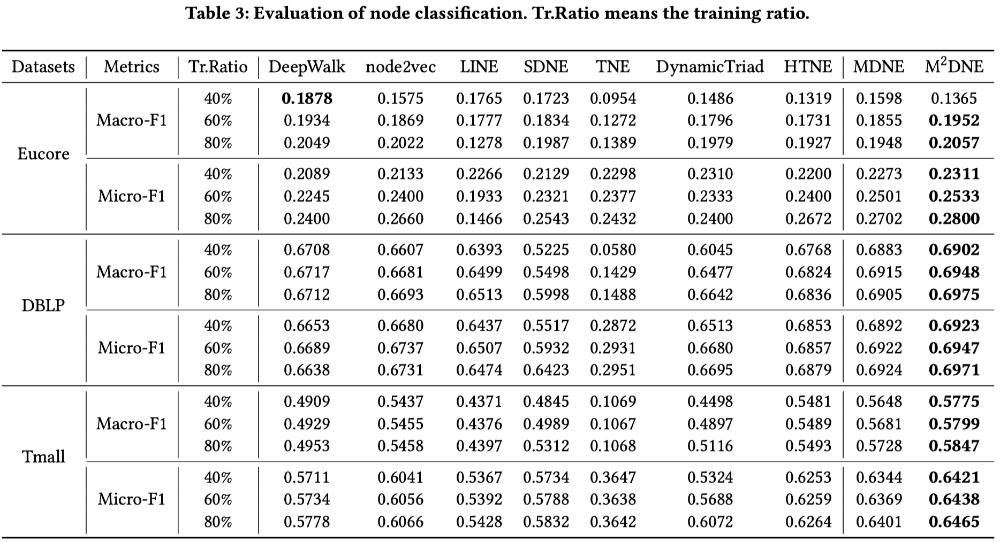 Table 3: Evaluation of node classification. Tr.Ratio means the training ratio.
Datasets Metrics Tr.Ratio DeepWalk node2vec LINE SDNE TNE DynamicTriad HTNE MDNE M²DNE
Eucore
Macro-F1
40% 0.1878 0.1575 0.1765 0.1723 0.0954 0.1486 0.1319 0.1598 0.1365
60% 0.1934 0.1869 0.1777 0.1834 0.1272 0.1796 0.1731 0.1855 0.1952
80% 0.2049 0.2022 0.1278 0.1987 0.1389 0.1979 0.1927 0.1948 0.2057
Micro-F1
40% 0.2089 0.2133 0.2266 0.2129 0.2298 0.2310 0.2200 0.2273 0.2311
60% 0.2245 0.2400 0.1933 0.2321 0.2377 0.2333 0.2400 0.2501 0.2533
80% 0.2400 0.2660 0.1466 0.2543 0.2432 0.2400 0.2672 0.2702 0.2800
DBLP
Macro-F1
40% 0.6708 0.6607 0.6393 0.5225 0.0580 0.6045 0.6768 0.6883 0.6902
60% 0.6717 0.6681 0.6499 0.5498 0.1429 0.6477 0.6824 0.6915 0.6948
80% 0.6712 0.6693 0.6513 0.5998 0.1488 0.6642 0.6836 0.6905 0.6975
Micro-F1
40% 0.6653 0.6680 0.6437 0.5517 0.2872 0.6513 0.6853 0.6892 0.6923
60% 0.6689 0.6737 0.6507 0.5932 0.2931 0.6680 0.6857 0.6922 0.6947
80% 0.6638 0.6731 0.6474 0.6423 0.2951 0.6695 0.6879 0.6924 0.6971
Tmall
Macro-F1
40% 0.4909 0.5437 0.4371 0.4845 0.1069 0.4498 0.5481 0.5648 0.5775
60% 0.4929 0.5455 0.4376 0.4989 0.1067 0.4897 0.5489 0.5681 0.5799
80% 0.4953 0.5458 0.4397 0.5312 0.1068 0.5116 0.5493 0.5728 0.5847
Micro-F1
40% 0.5711 0.6041 0.5367 0.5734 0.3647 0.5324 0.6253 0.6344 0.6421
60% 0.5734 0.6056 0.5392 0.5788 0.3638 0.5688 0.6259 0.6369 0.6438
80% 0.5778 0.6066 0.5428 0.5832 0.3642 0.6072 0.6264 0.6401 0.6465